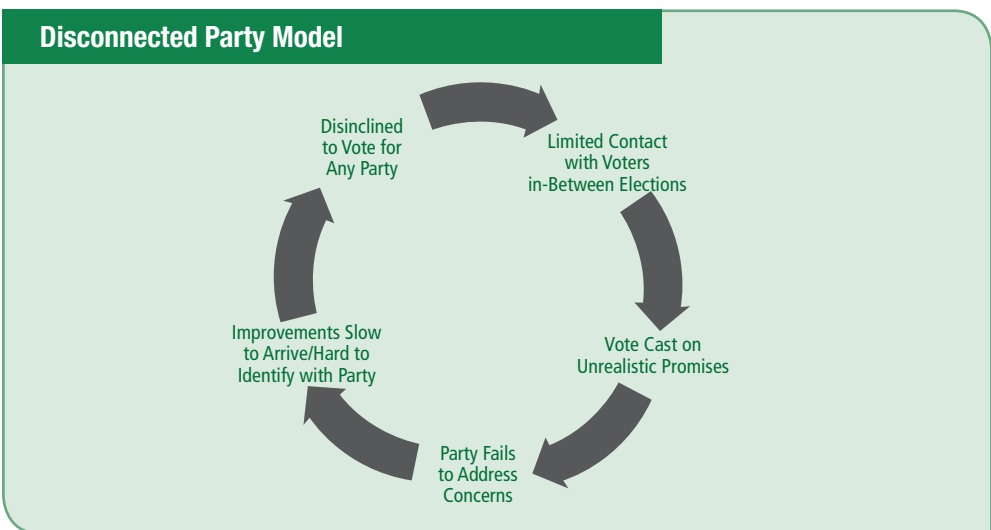 Disconnected Party Model
Disinclined
to Vote for
Any Party
Limited Contact
with Voters
in-Between Elections
Vote Cast on
Unrealistic Promises
Party Fails
to Address
Concerns
Improvements Slow
to Arrive/Hard to
Identify with Party